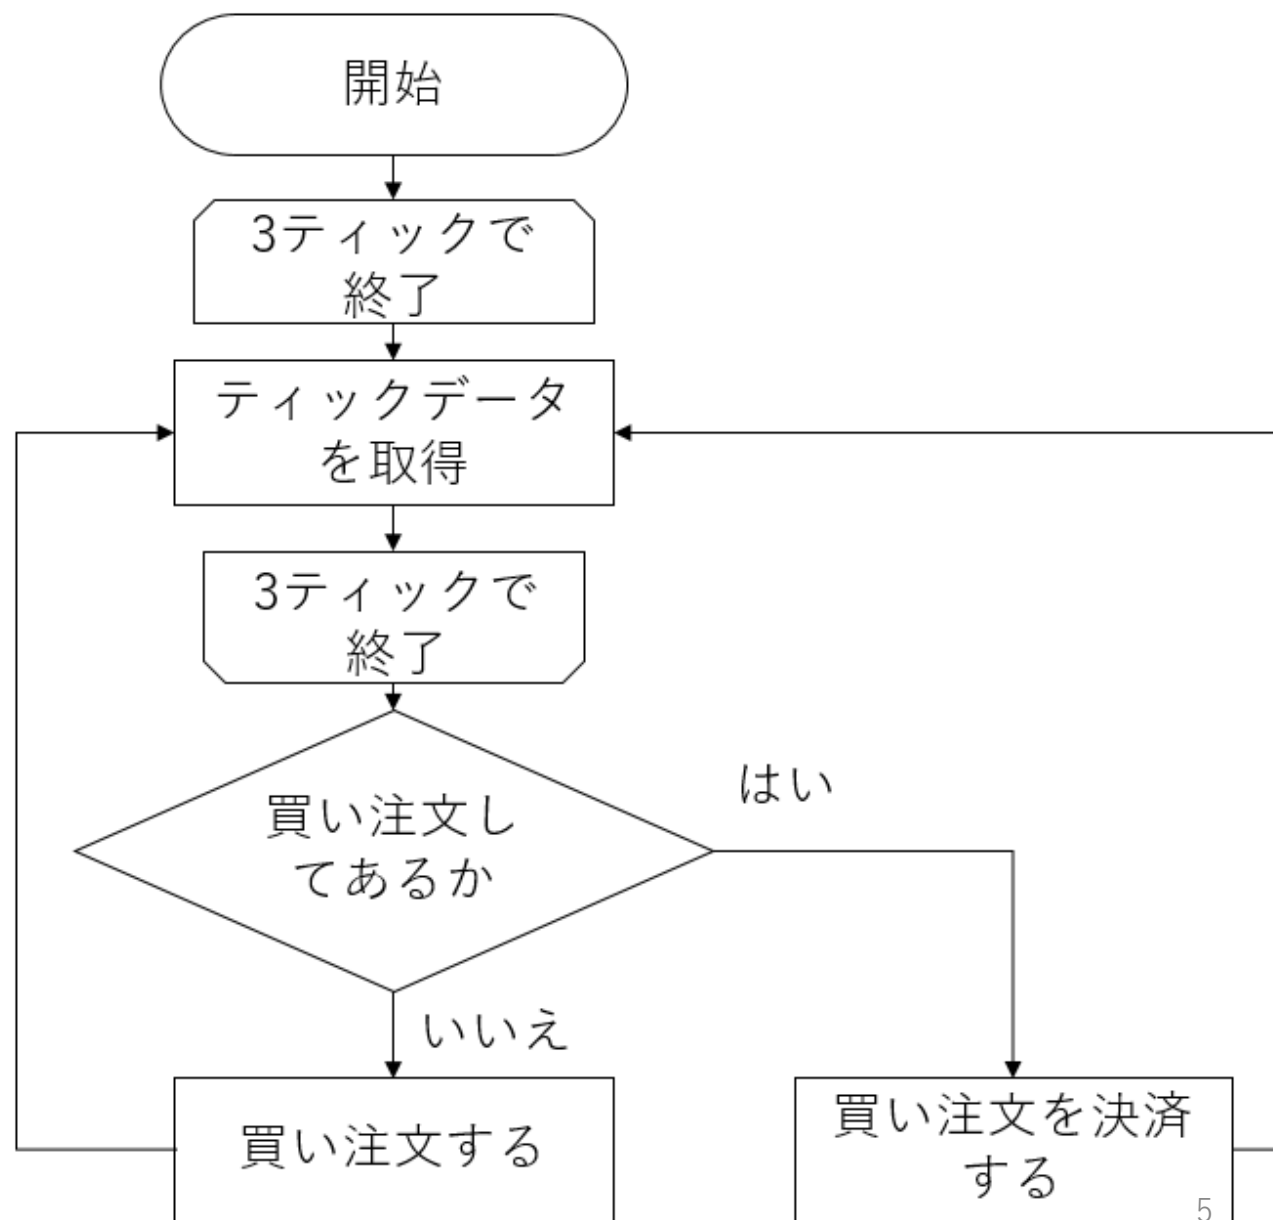 開始
3ティックで
終了
ティックデータ
を取得
3ティックで
終了
買い注文し
てあるか
はい
いいえ
買い注文する
買い注文を決済
する
5